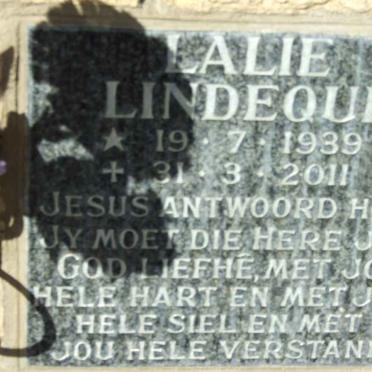 LALIE
LINDEQUE
★ 19 · 7 · 1939
+ 31 · 3 · 2011
JESUS ANTWOORD H
JY MOET DIE HERE J
GOD LIEFHÊ, MET JO
HELE HART EN MET J
HELE SIEL EN MET
JOU HELE VERSTAN